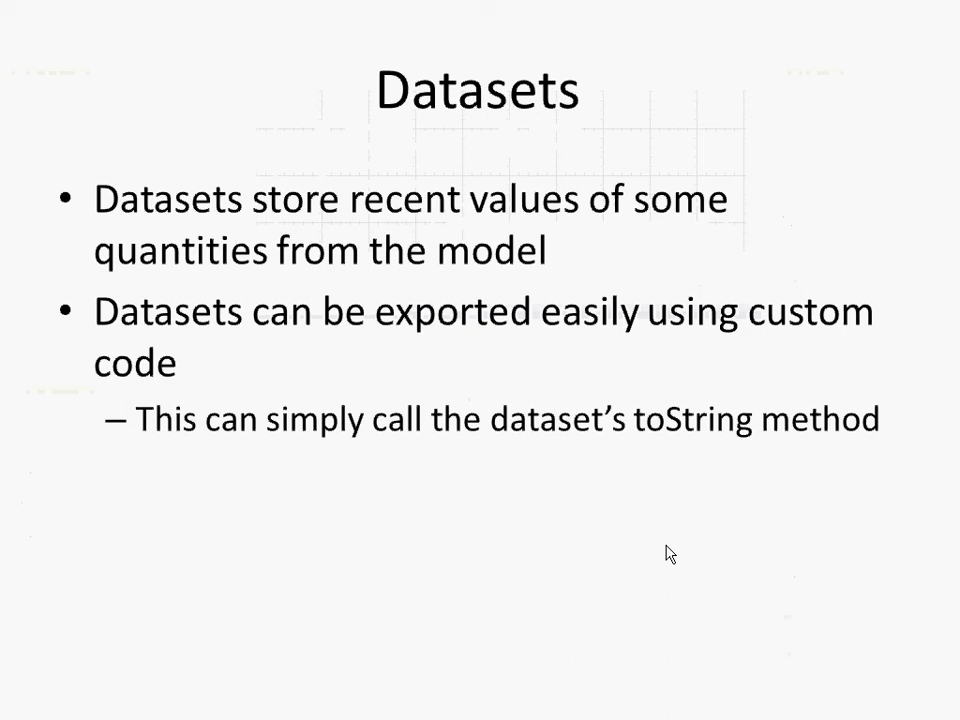 Datasets
• Datasets store recent values of some
quantities from the model
• Datasets can be exported easily using custom
code
– This can simply call the dataset’s toString method